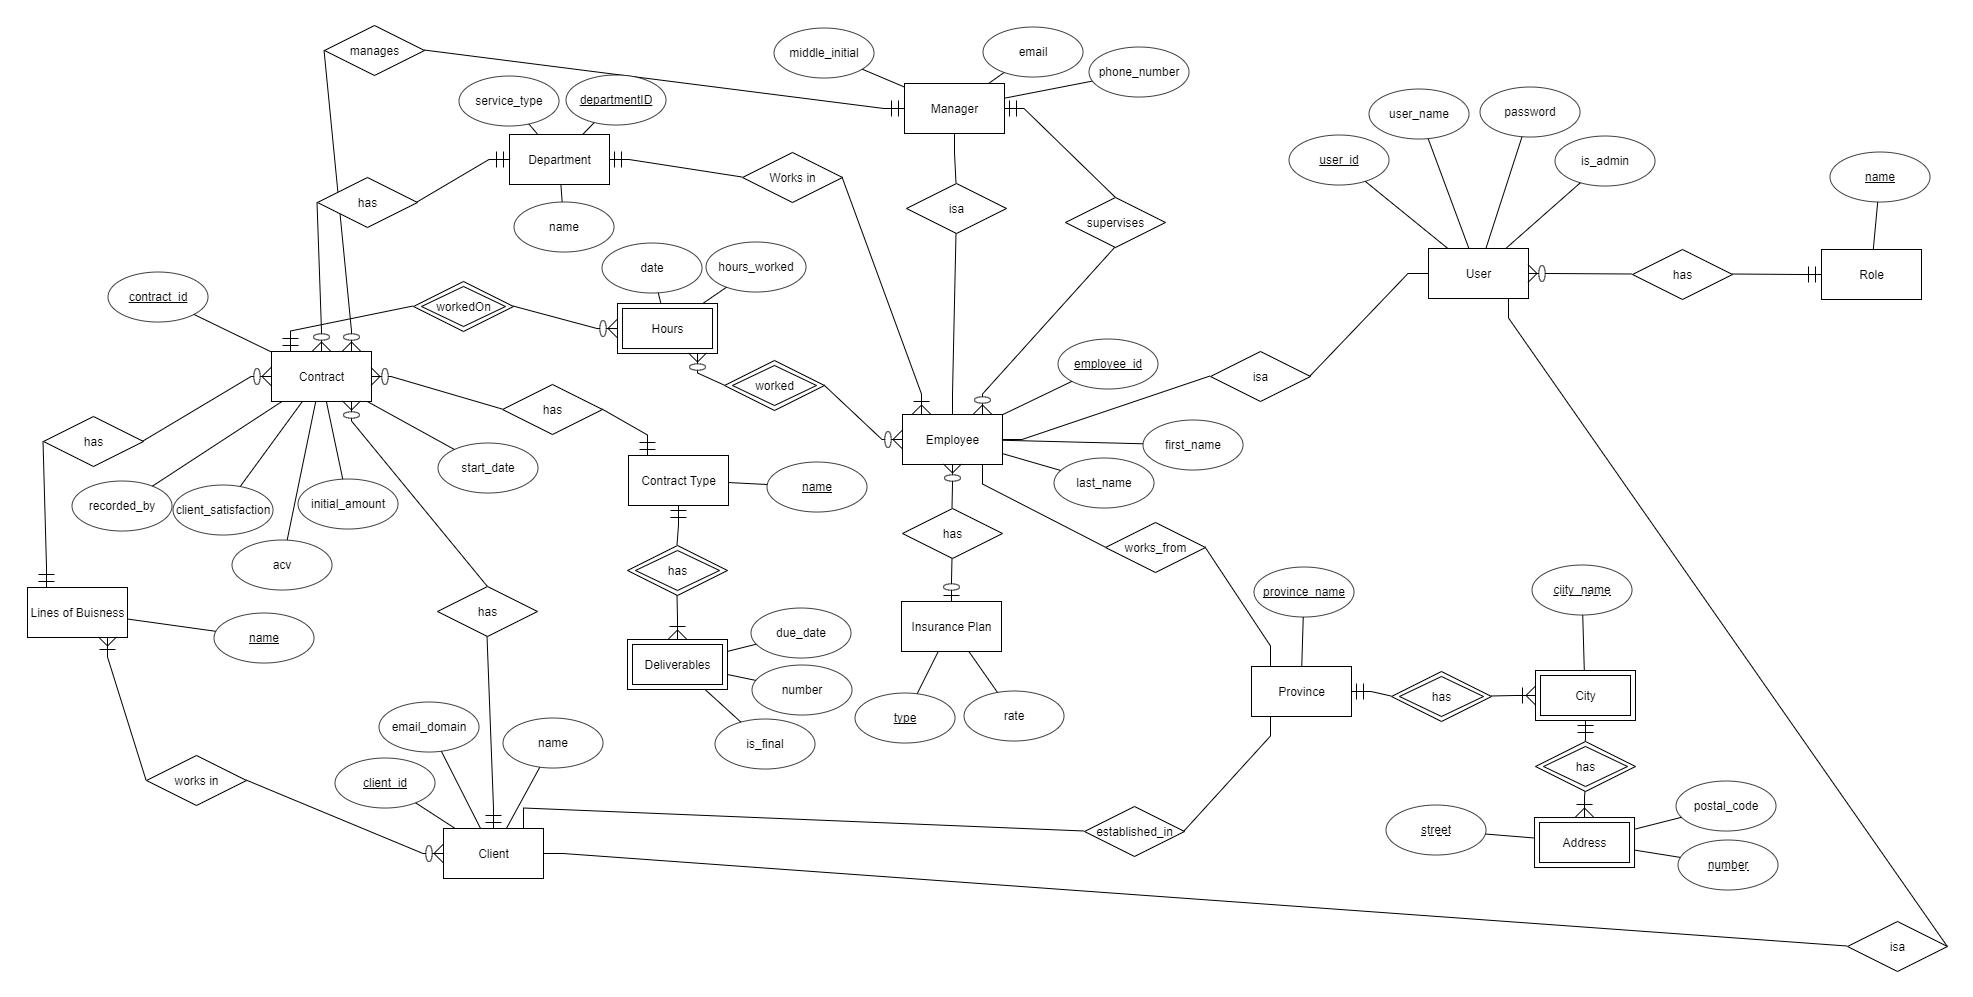 manages
middle_initial
email
phone_number
Manager
service_type
departmentID
Department
name
Works in
has
isa
supervises
user_id
user_name
password
is_admin
User
has
name
Role
contract_id
workedOn
date
hours_worked
Hours
worked
Contract
has
has
recorded_by
client_satisfaction
acv
initial_amount
start_date
employee_id
isa
Employee
first_name
last_name
Contract Type
name
has
works_from
has
Lines of Buisness
name
has
Deliverables
due_date
number
is_final
Insurance Plan
type
rate
province_name
Province
has
ciity_name
City
has
street
Address
postal_code
number
works in
email_domain
name
client_id
Client
established_in
isa